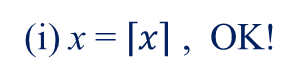 (i) x = ⌈x⌉ , OK!